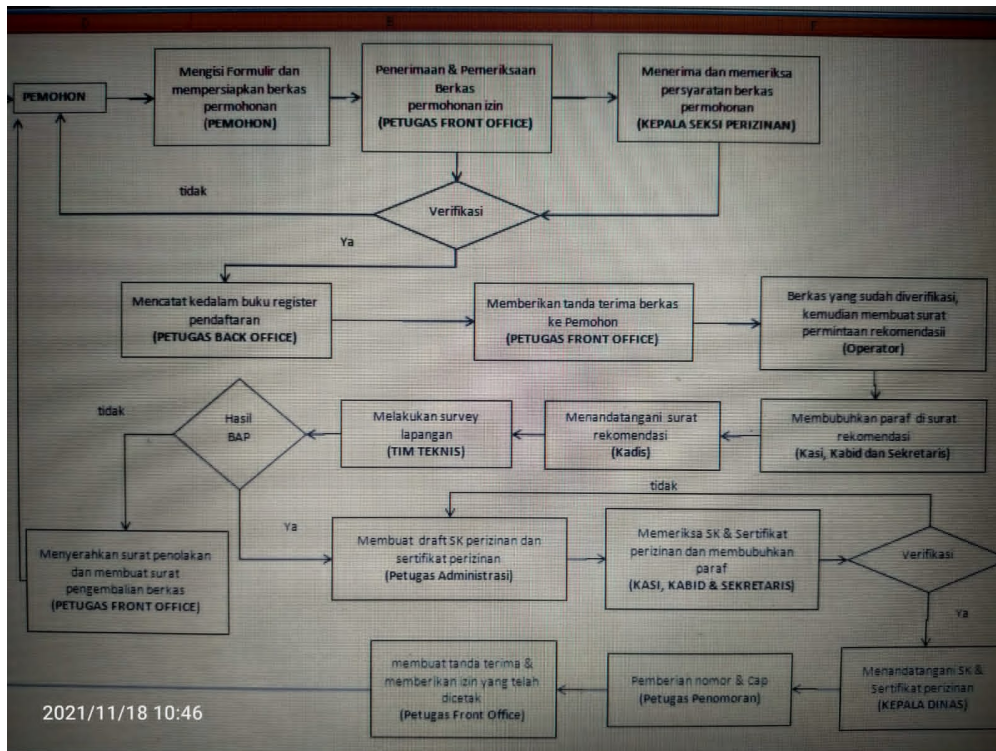 D
E
F
PEMOHON
Mengisi Formulir dan
mempersiapkan berkas
permohonan
(PEMOHON)
Penerimaan & Pemeriksaan
Berkas
permohonan izin
(PETUGAS FRONT OFFICE)
Menerima dan memeriksa
persyaratan berkas
permohonan
(KEPALA SEKSI PERIZINAN)
tidak
Verifikasi
Ya
Mencatat kedalam buku register
pendaftaran
(PETUGAS BACK OFFICE)
Memberikan tanda terima berkas
ke Pemohon
(PETUGAS FRONT OFFICE)
Berkas yang sudah diverifikasi,
kemudian membuat surat
permintaan rekomendasii
(Operator)
tidak
Hasil
BAP
Melakukan survey
lapangan
(TIM TEKNIS)
Menandatangani surat
rekomendasi
(Kadis)
Membubuhkan paraf di surat
rekomendasi
(Kasi, Kabid dan Sekretaris)
tidak
Ya
Menyerahkan surat penolakan
dan membuat surat
pengembalian berkas
(PETUGAS FRONT OFFICE)
Membuat draft SK perizinan dan
sertifikat perizinan
(Petugas Administrasi)
Memeriksa SK & Sertifikat
perizinan dan membubuhkan
paraf
(KASI, KABID & SEKRETARIS)
Verifikasi
Ya
membuat tanda terima &
memberikan izin yang telah
dicetak
(Petugas Front Office)
Pemberian nomor & Cap
(Petugas Penomoran)
Menandatangani SK &
Sertifikat perizinan
(KEPALA DINAS)
2021/11/18 10:46